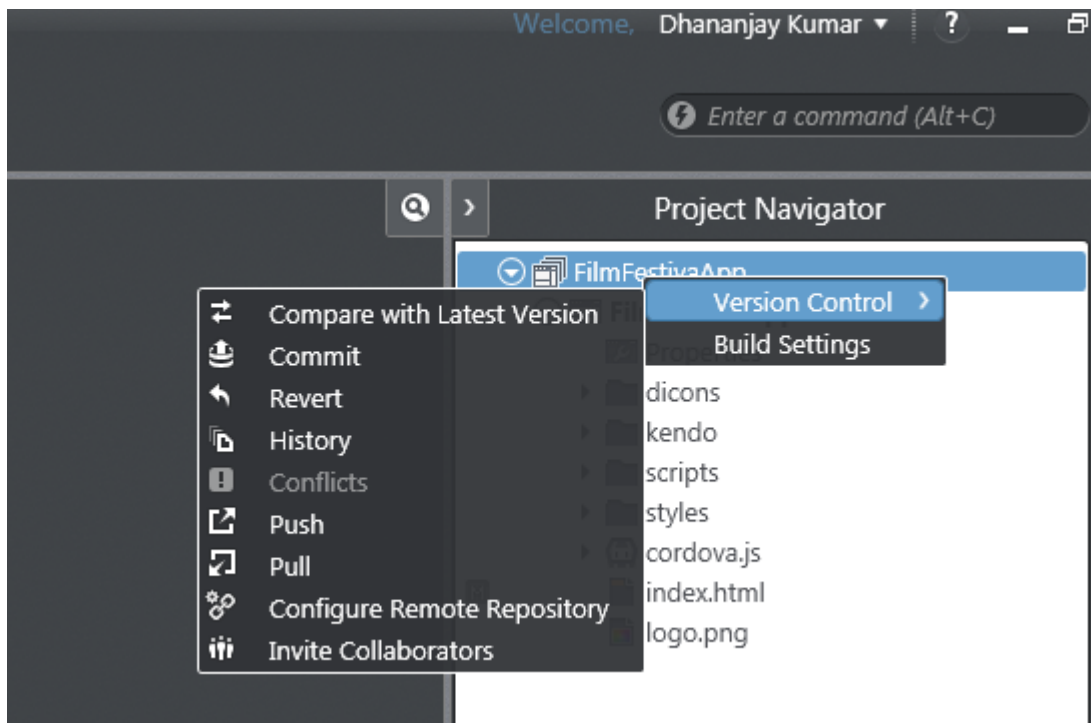 Welcome, Dhananjay Kumar ?
Enter a command (Alt+C)
Project Navigator
FilmFestivaApp
Version Control
Build Settings
Compare with Latest Version
Commit
Revert
History
Conflicts
Push
Pull
Configure Remote Repository
Invite Collaborators
Fil
Properties
dicons
kendo
scripts
styles
cordova.js
index.html
logo.png